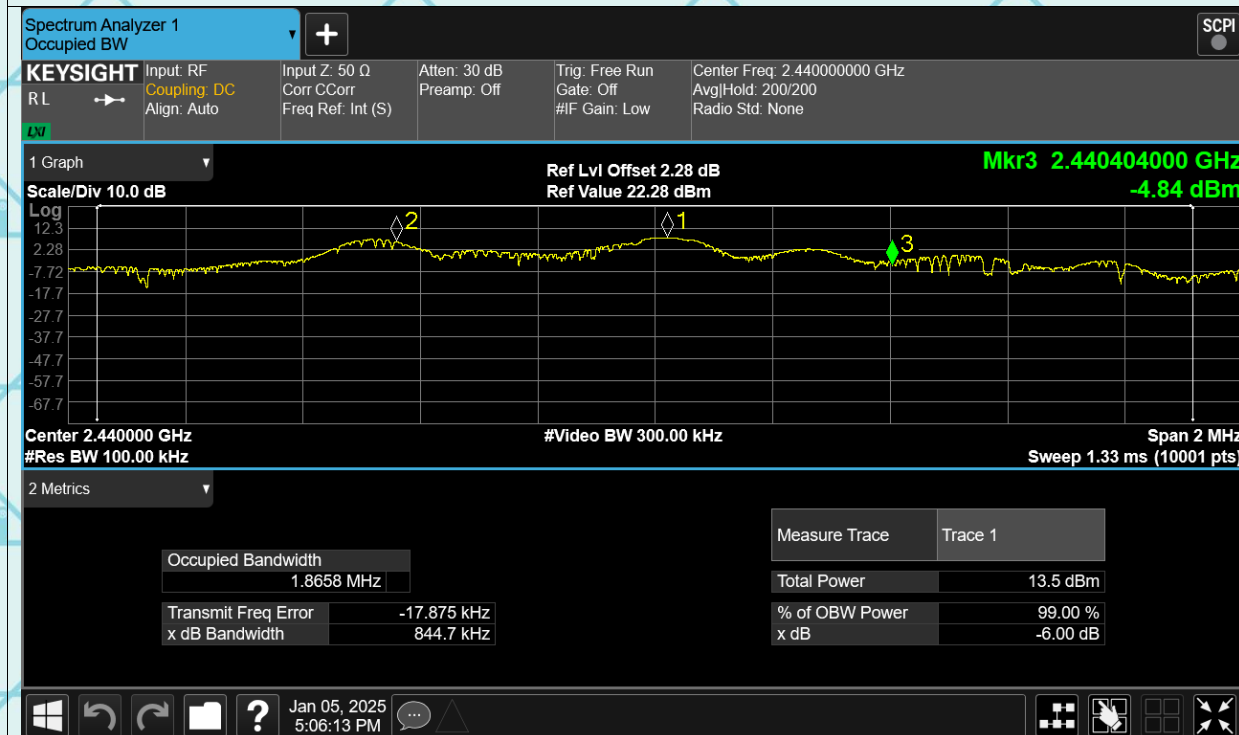 Spectrum Analyzer 1
Occupied BW
▼
+
SCPI
KEYSIGHT
RL
LXI
Input: RF
Coupling: DC
Align: Auto
Input Z: 50 Ω
Corr CCorr
Freq Ref: Int (S)
Atten: 30 dB
Preamp: Off
Trig: Free Run
Gate: Off
#IF Gain: Low
Center Freq: 2.440000000 GHz
Avg|Hold: 200/200
Radio Std: None
1 Graph ▼
Scale/Div 10.0 dB
Ref Lvl Offset 2.28 dB
Ref Value 22.28 dBm
Mkr3 2.440404000 GHz
-4.84 dBm
Log
12.3
2.28
-7.72
-17.7
-27.7
-37.7
-47.7
-57.7
-67.7
2
1
3
Center 2.440000 GHz
#Res BW 100.00 kHz
#Video BW 300.00 kHz
Span 2 MHz
Sweep 1.33 ms (10001 pts)
2 Metrics ▼
Occupied Bandwidth
1.8658 MHz
Transmit Freq Error -17.875 kHz
x dB Bandwidth 844.7 kHz
Measure Trace Trace 1
Total Power 13.5 dBm
% of OBW Power 99.00 %
x dB -6.00 dB
?
Jan 05, 2025
5:06:13 PM